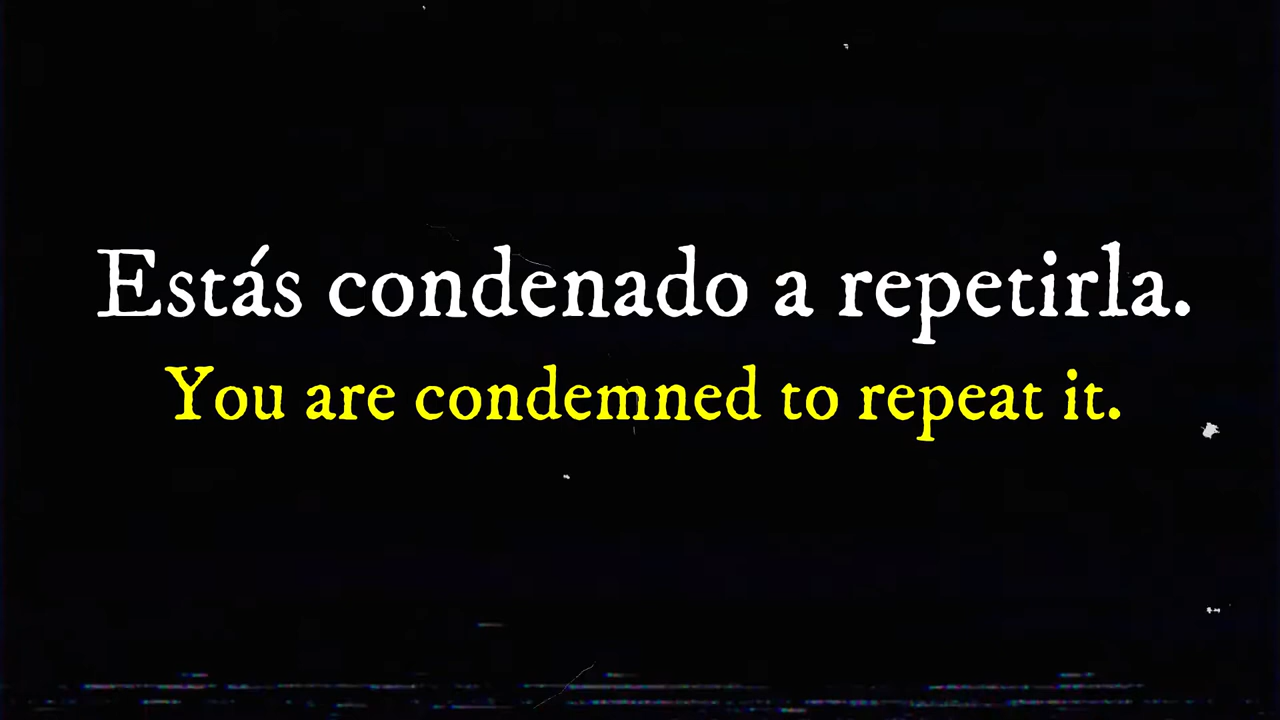 Estás condenado a repetirla.
You are condemned to repeat it.